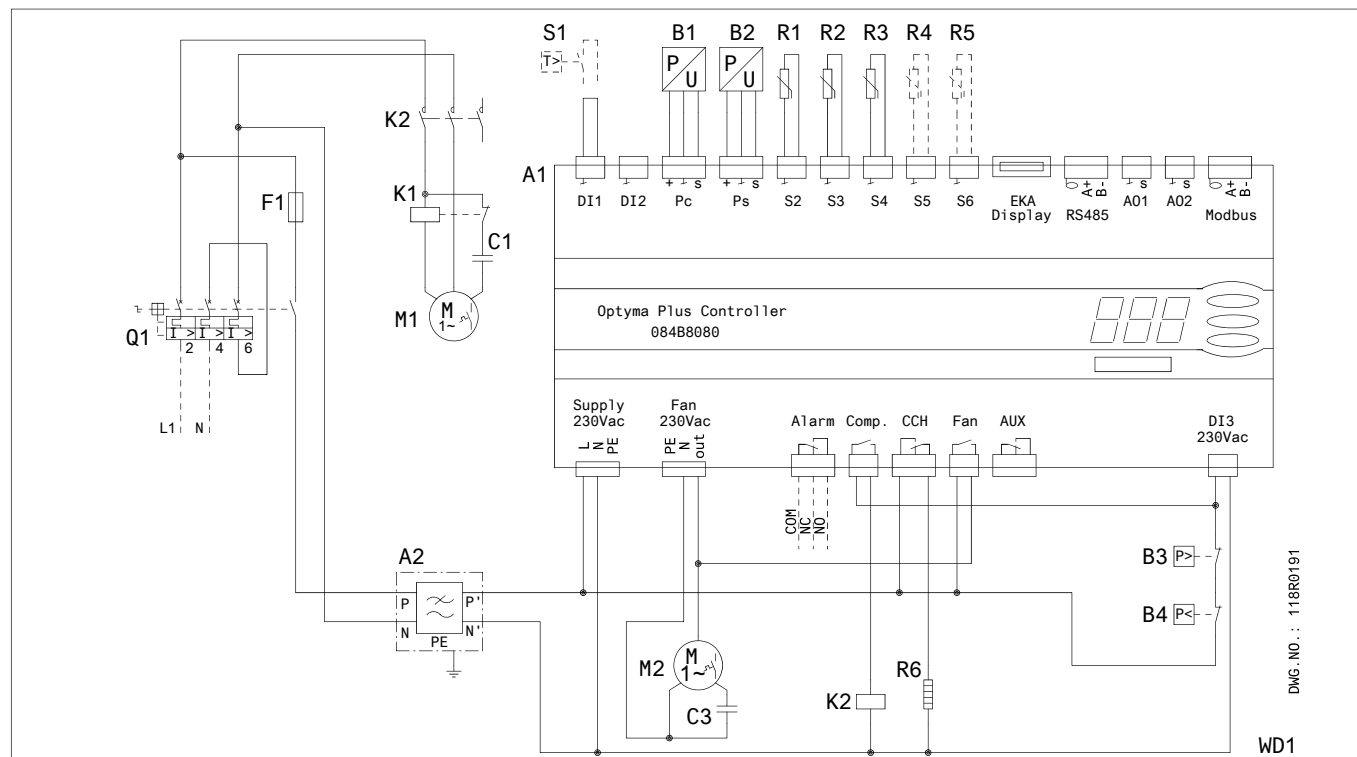 S1 B1 B2 R1 R2 R3 R4 R5
T> P U P U
K2
A1
+ s + s A+ B- s s A+ B-
DI1 DI2 Pc Ps S2 S3 S4 S5 S6 EKA Display RS485 AO1 AO2 Modbus
K1
F1
C1
M 1~
M1
Optyma Plus Controller
084B8080
Q1
I > I > I >
2 4 6
L1 N
Supply 230Vac
L N PE
Fan 230Vac
PE N out
Alarm Comp. CCH Fan AUX
DI3 230Vac
COM NC NO
A2
P P'
N N'
PE
B3 P>
B4 P<
M2
M 1~
C3
K2
R6
WD1
DWG.NO.: 118R0191